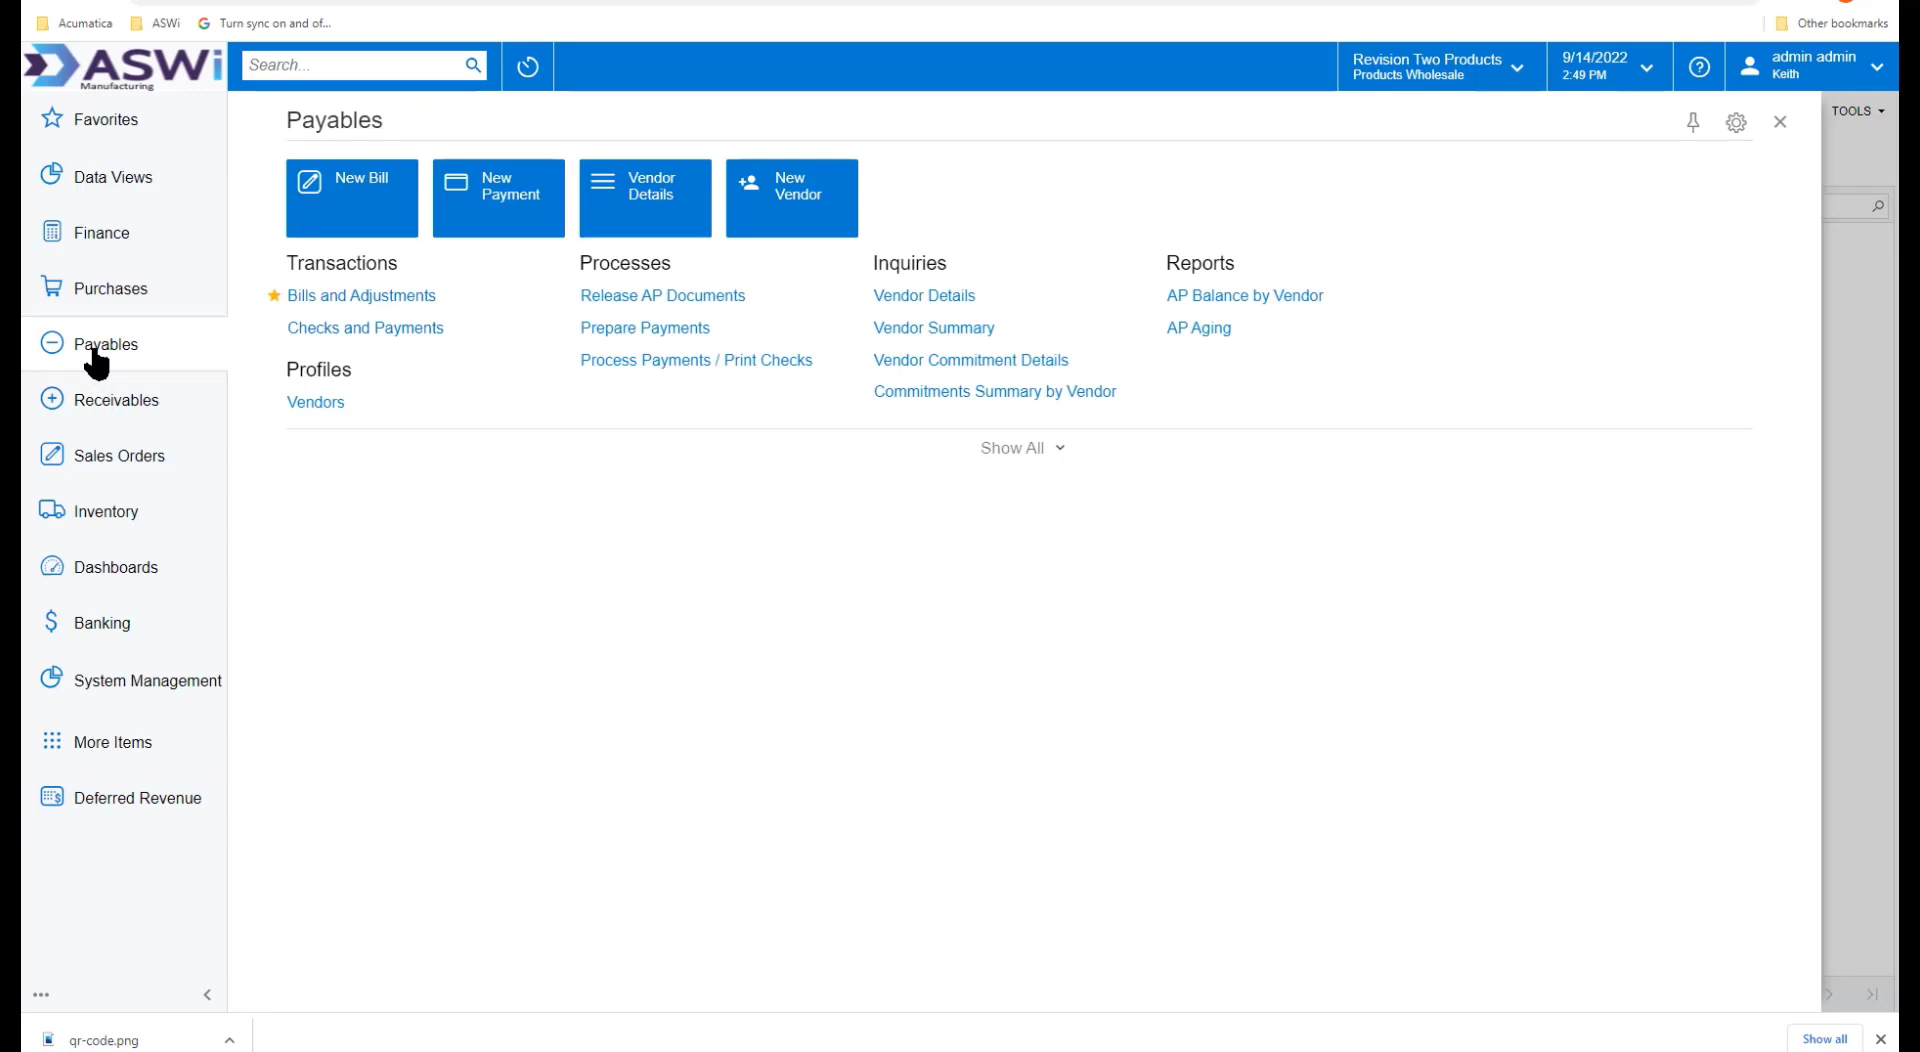 Acumatica
ASWi
Turn sync on and of...
Other bookmarks
ASWi
Manufacturing
Search...
Revision Two Products
Products Wholesale
9/14/2022
2:49 PM
admin admin
Keith
Favorites
Data Views
Finance
Purchases
Payables
Receivables
Sales Orders
Inventory
Dashboards
Banking
System Management
More Items
Deferred Revenue
Payables
TOOLS
New Bill
New
Payment
Vendor
Details
New
Vendor
Transactions
Bills and Adjustments
Checks and Payments
Profiles
Vendors
Processes
Release AP Documents
Prepare Payments
Process Payments / Print Checks
Inquiries
Vendor Details
Vendor Summary
Vendor Commitment Details
Commitments Summary by Vendor
Reports
AP Balance by Vendor
AP Aging
Show All
qr-code.png
Show all